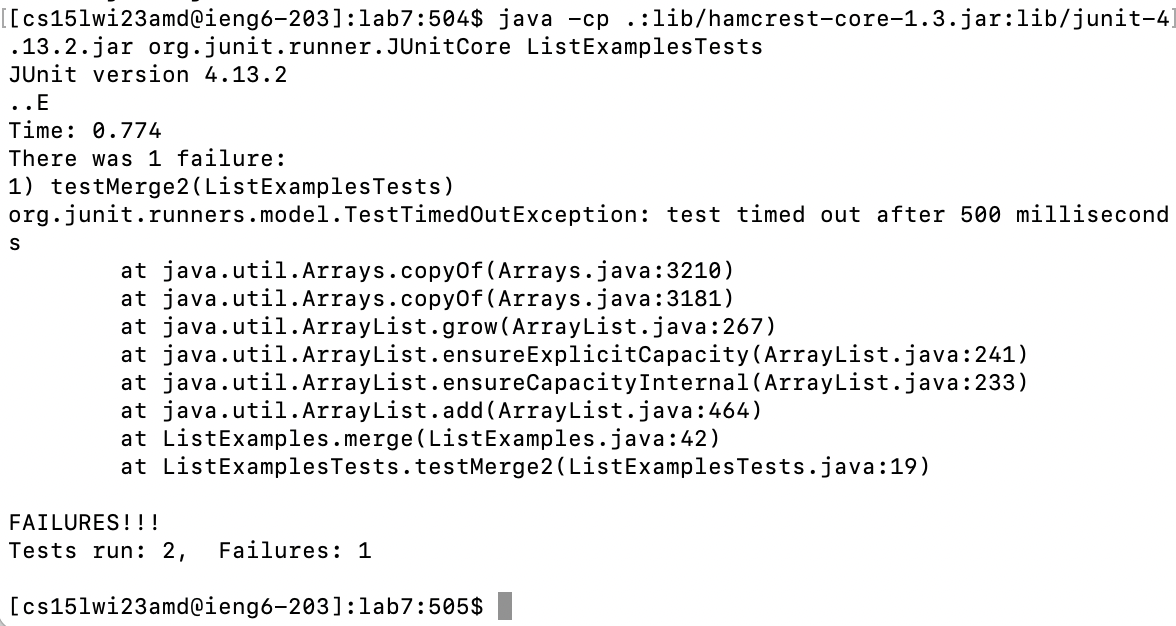 [[cs15lwi23amd@ieng6-203]:lab7:504$ java -cp .:lib/hamcrest-core-1.3.jar:lib/junit-4]
.13.2.jar org.junit.runner.JUnitCore ListExamplesTests
JUnit version 4.13.2
..E
Time: 0.774
There was 1 failure:
1) testMerge2(ListExamplesTests)
org.junit.runners.model.TestTimedOutException: test timed out after 500 millisecond
s
        at java.util.Arrays.copyOf(Arrays.java:3210)
        at java.util.Arrays.copyOf(Arrays.java:3181)
        at java.util.ArrayList.grow(ArrayList.java:267)
        at java.util.ArrayList.ensureExplicitCapacity(ArrayList.java:241)
        at java.util.ArrayList.ensureCapacityInternal(ArrayList.java:233)
        at java.util.ArrayList.add(ArrayList.java:464)
        at ListExamples.merge(ListExamples.java:42)
        at ListExamplesTests.testMerge2(ListExamplesTests.java:19)

FAILURES!!!
Tests run: 2,  Failures: 1

[cs15lwi23amd@ieng6-203]:lab7:505$